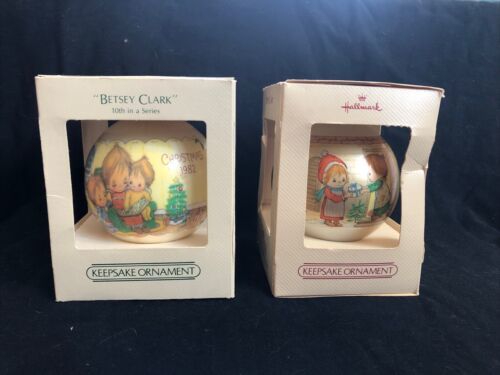 "BETSEY CLARK"
10th in a Series
CHRISTMAS
1982
KEEPSAKE ORNAMENT
Hallmark
KEEPSAKE ORNAMENT